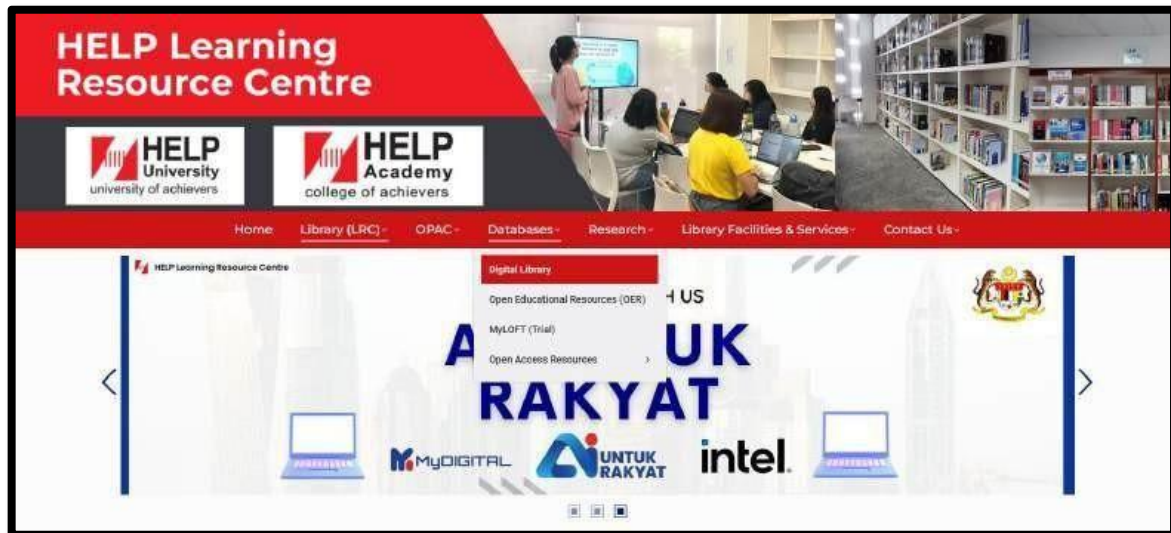 HELP Learning
Resource Centre
HELP
University
university of achievers
HELP
Academy
college of achievers
Home Library (LRC) OPAC Databases Research Library Facilities & Services Contact Us
HELP Learning Resource Centre
Digital Library
Open Educational Resources (OER)
MyLOFT (Trial)
Open Access Resources
H US
A UK
RAKYAT
MyDIGITAL
Ai UNTUK
RAKYAT
intel.